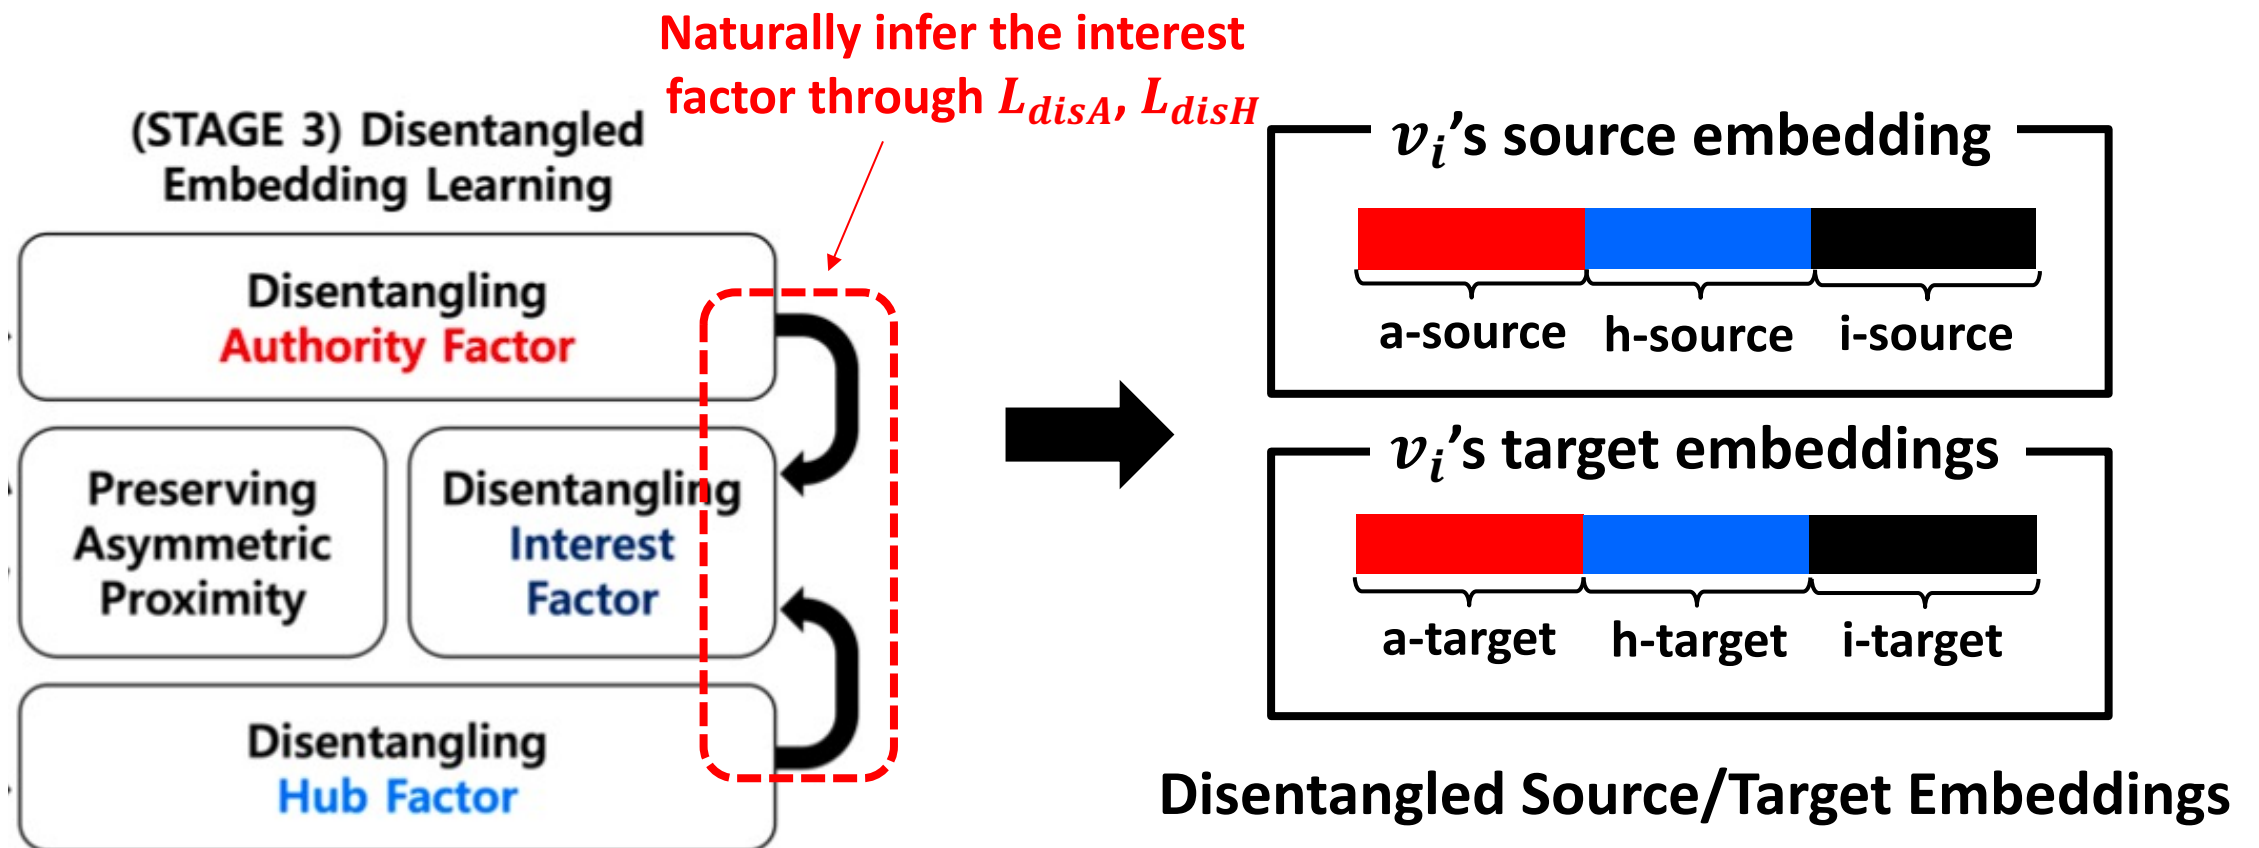 Naturally infer the interest
factor through L_disA, L_disH
(STAGE 3) Disentangled
Embedding Learning
Disentangling
Authority Factor
Preserving
Asymmetric
Proximity
Disentangling
Interest
Factor
Disentangling
Hub Factor
v_i's source embedding
a-source h-source i-source
v_i's target embeddings
a-target h-target i-target
Disentangled Source/Target Embeddings